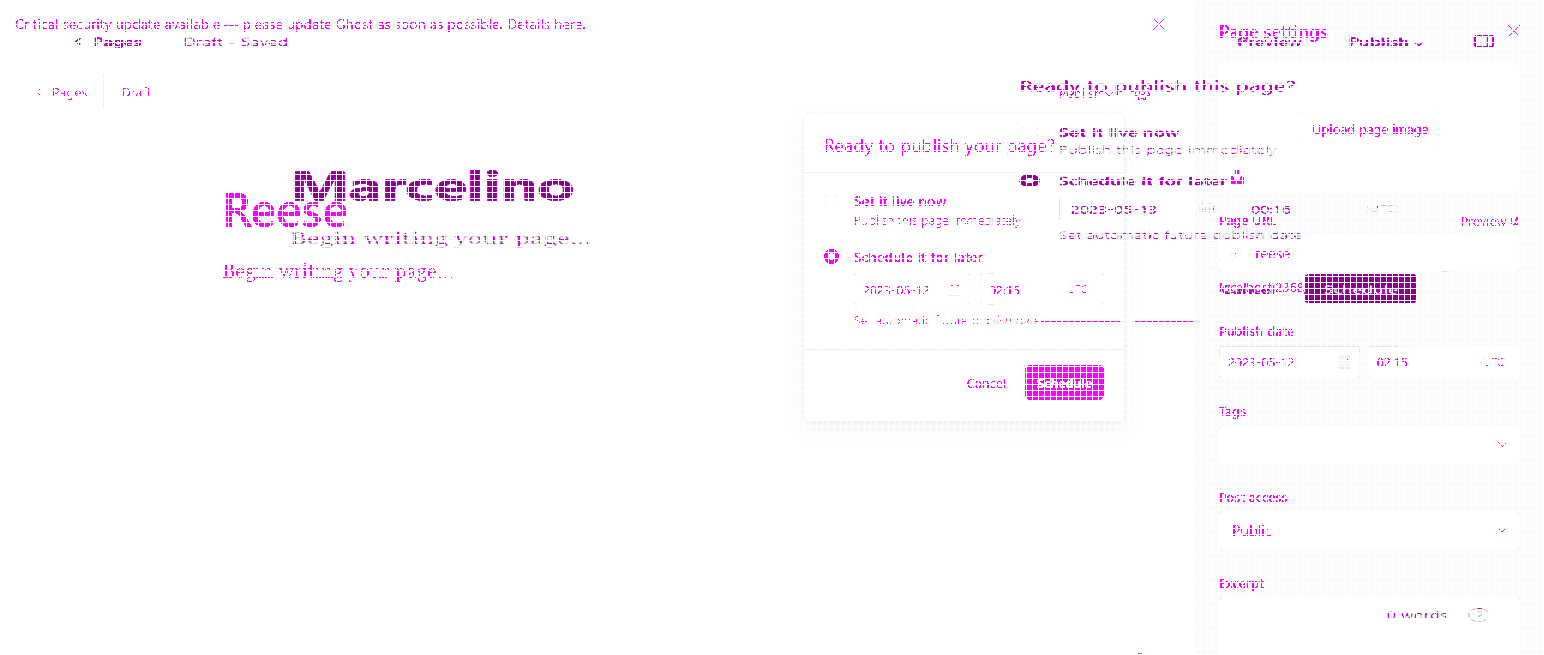 Critical security update available — please update Ghost as soon as possible. Details here.
Pages
Draft - Saved
Page settings
Preview
Publish
Pages
Draft
Ready to publish this page?
Upload page image
Set it live now
Publish this page immediately
Ready to publish your page?
Schedule it for later
Marcelino
Reese
2023-05-13
00:15
Set it live now
Publish this page immediately
Page URL
Preview
Begin writing your page...
Set automatic future publish date
Schedule it for later
reese
Begin writing your page...
2023-05-12
02:15
UTC
Schedule
Set automatic future publish date
Publish date
2023-05-12
02:15
UTC
Cancel
Schedule
Tags
Post access
Public
Excerpt
0 words